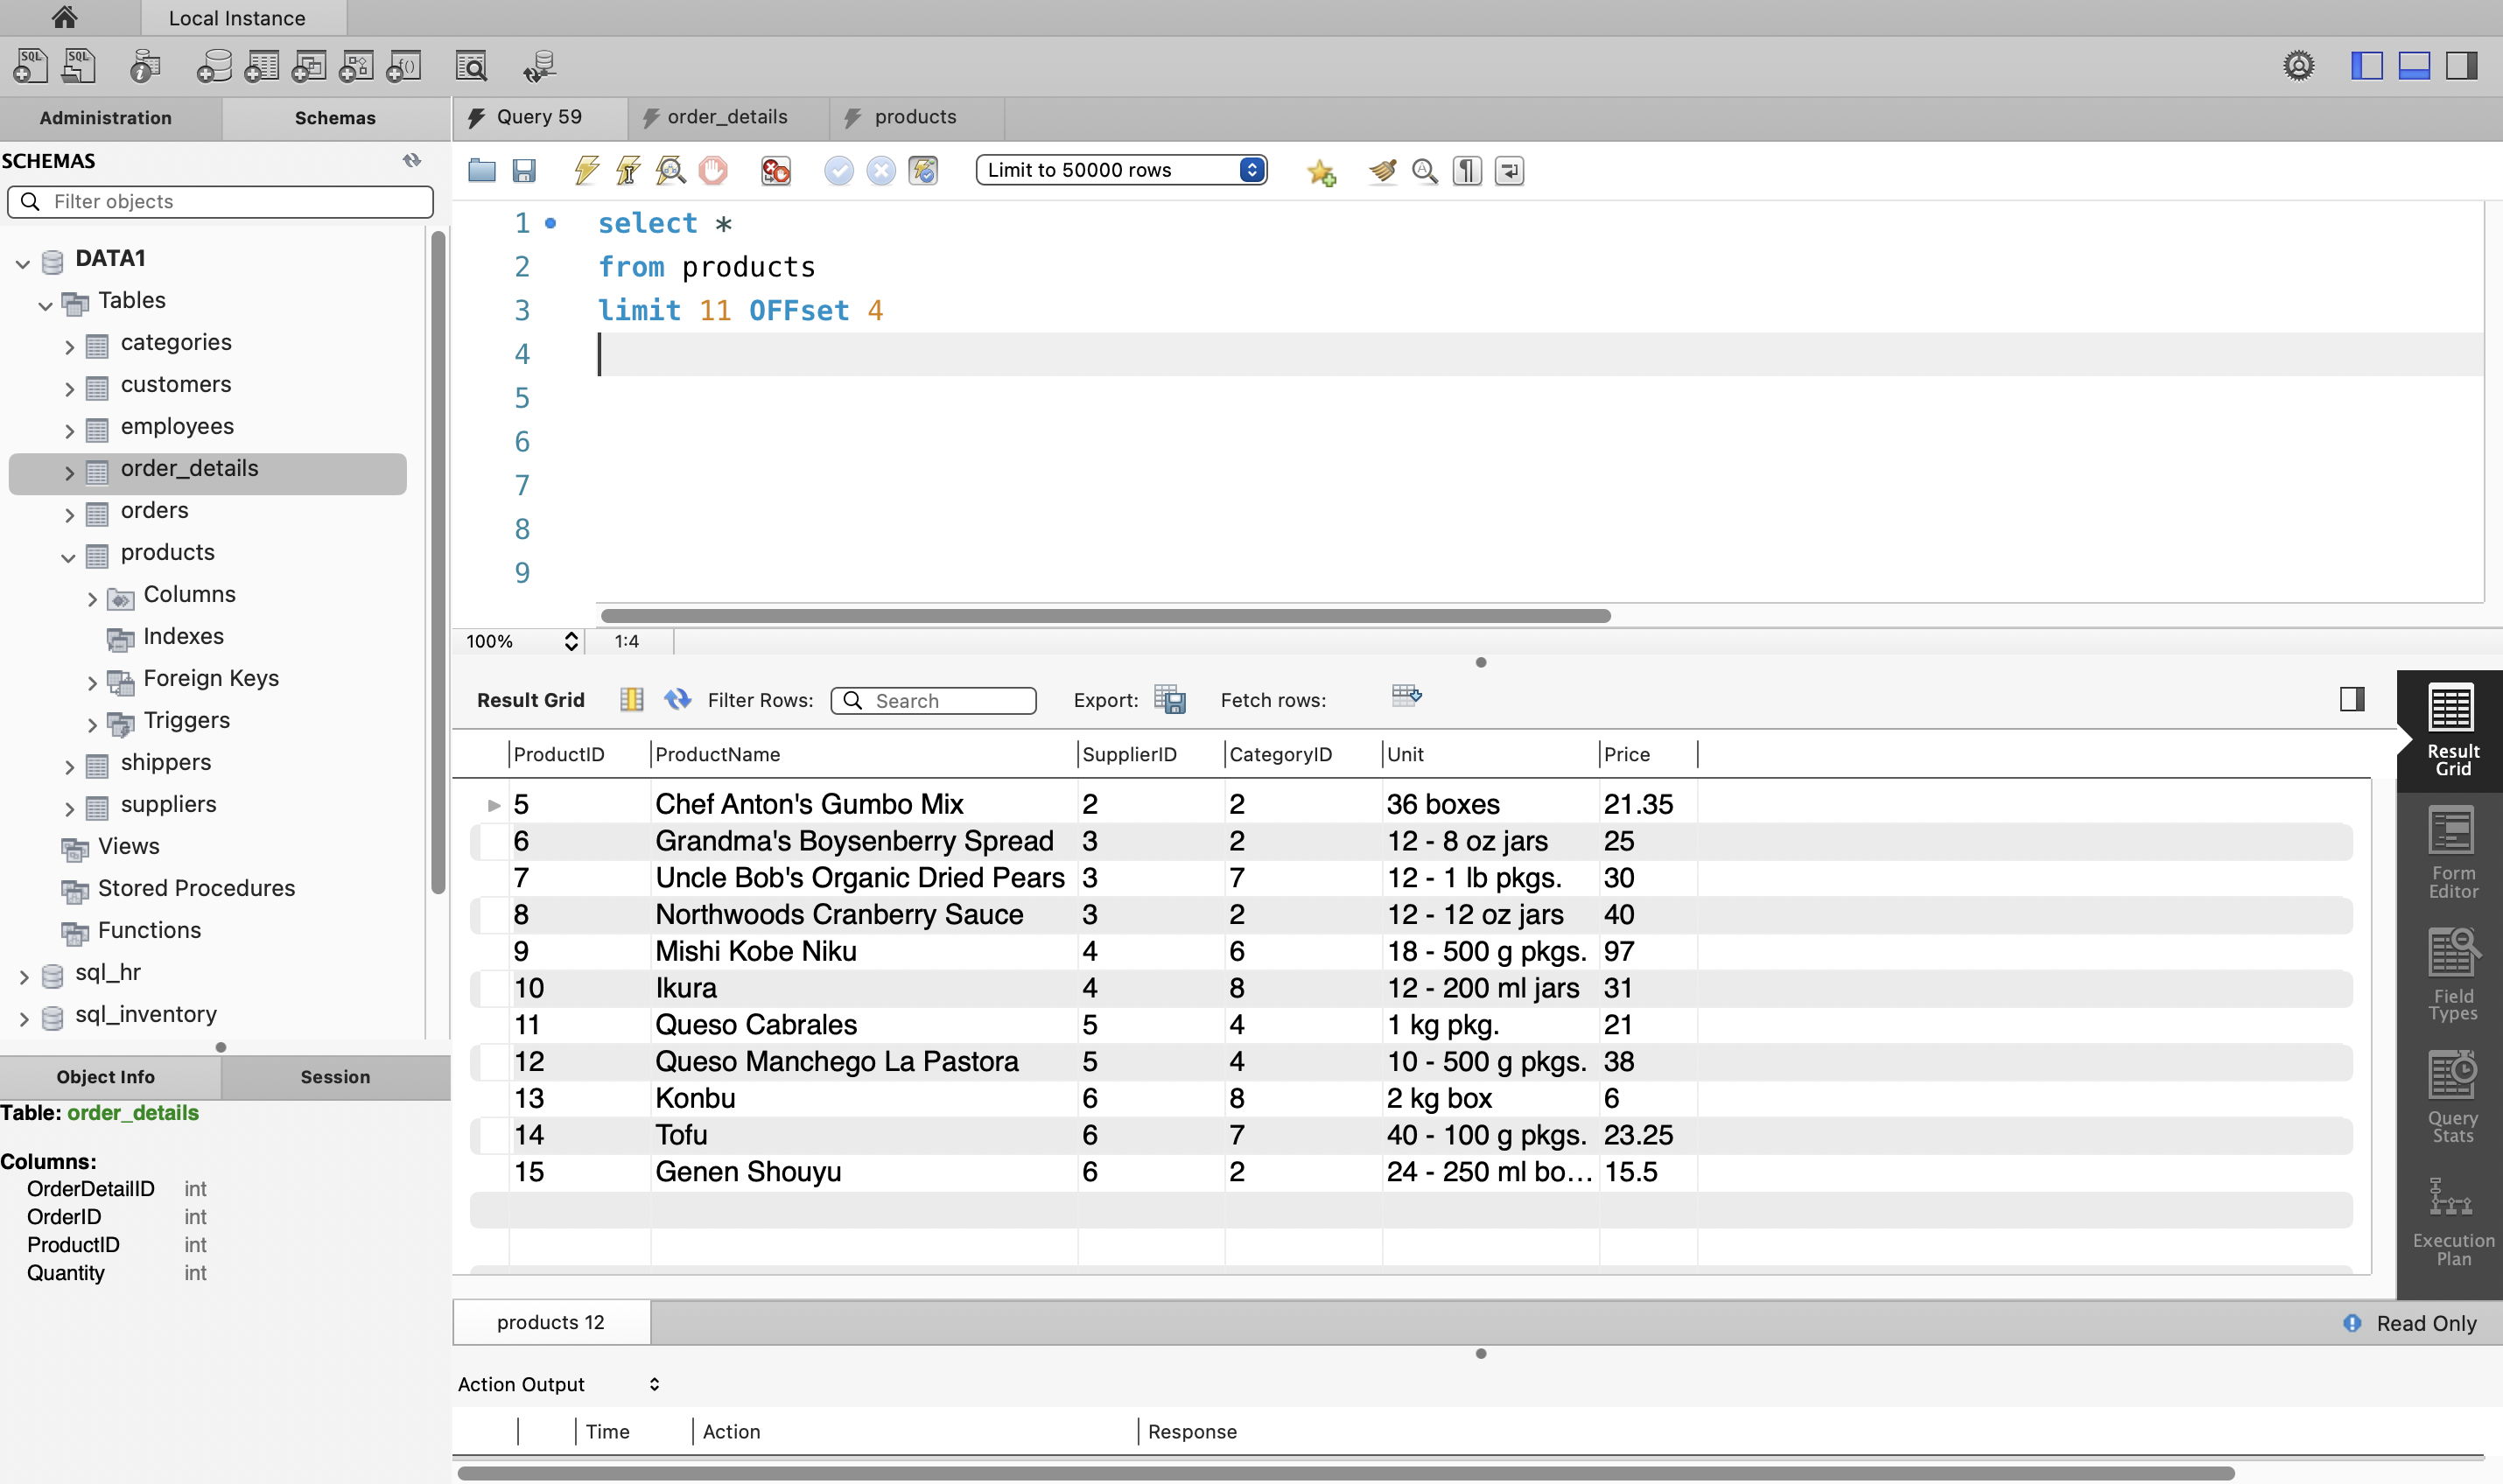 Local Instance
SQL SQL
Administration Schemas
SCHEMAS
Filter objects
DATA1
Tables
categories
customers
employees
order_details
orders
products
Columns
Indexes
Foreign Keys
Triggers
shippers
suppliers
Views
Stored Procedures
Functions
sql_hr
sql_inventory
Object Info Session
Table: order_details
Columns:
OrderDetailID int
OrderID int
ProductID int
Quantity int
Query 59 order_details products
Limit to 50000 rows
1 select *
2 from products
3 limit 11 OFFset 4
4
5
6
7
8
9
100% 1:4
Result Grid Filter Rows: Search Export: Fetch rows:
ProductID ProductName SupplierID CategoryID Unit Price
5 Chef Anton's Gumbo Mix 2 2 36 boxes 21.35
6 Grandma's Boysenberry Spread 3 2 12 - 8 oz jars 25
7 Uncle Bob's Organic Dried Pears 3 7 12 - 1 lb pkgs. 30
8 Northwoods Cranberry Sauce 3 2 12 - 12 oz jars 40
9 Mishi Kobe Niku 4 6 18 - 500 g pkgs. 97
10 Ikura 4 8 12 - 200 ml jars 31
11 Queso Cabrales 5 4 1 kg pkg. 21
12 Queso Manchego La Pastora 5 4 10 - 500 g pkgs. 38
13 Konbu 6 8 2 kg box 6
14 Tofu 6 7 40 - 100 g pkgs. 23.25
15 Genen Shouyu 6 2 24 - 250 ml bo... 15.5
Result
Grid
Form
Editor
Field
Types
Query
Stats
Execution
Plan
products 12 Read Only
Action Output
Time Action Response